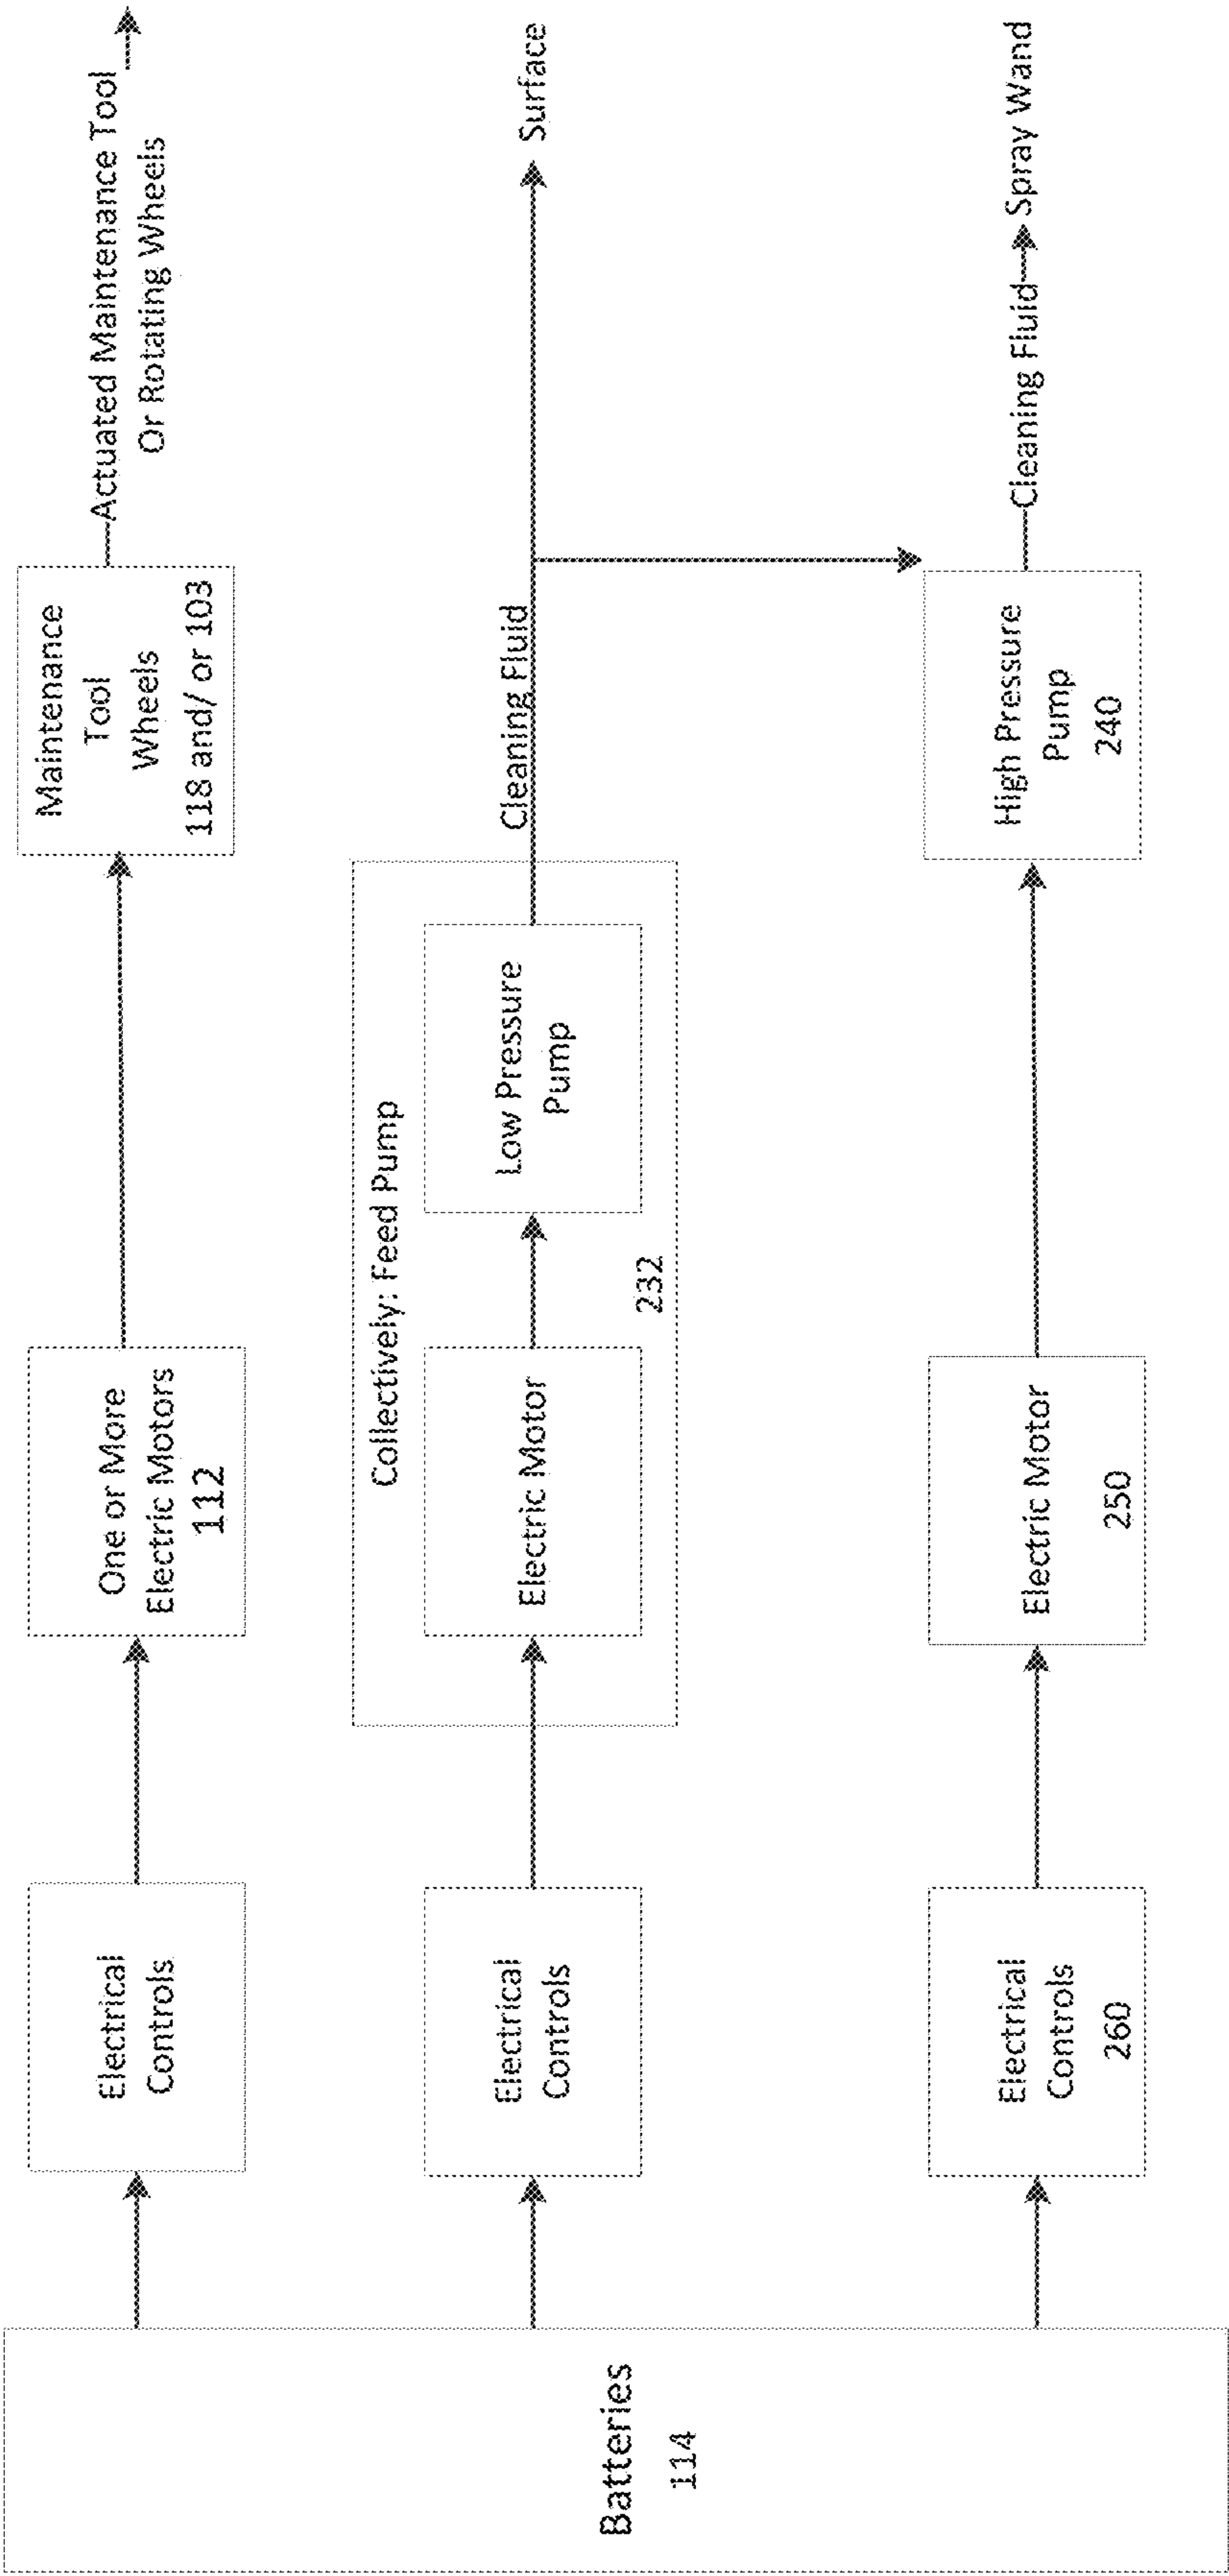 Batteries
114
Electrical
Controls
One or More
Electric Motors
112
Maintenance
Tool
Wheels
118 and/ or 103
Actuated Maintenance Tool
Or Rotating Wheels
Electrical
Controls
Collectively: Feed Pump
Electric Motor
Low Pressure
Pump
232
Cleaning Fluid
Surface
Electrical
Controls
260
Electric Motor
250
High Pressure
Pump
240
Cleaning Fluid
Spray Wand